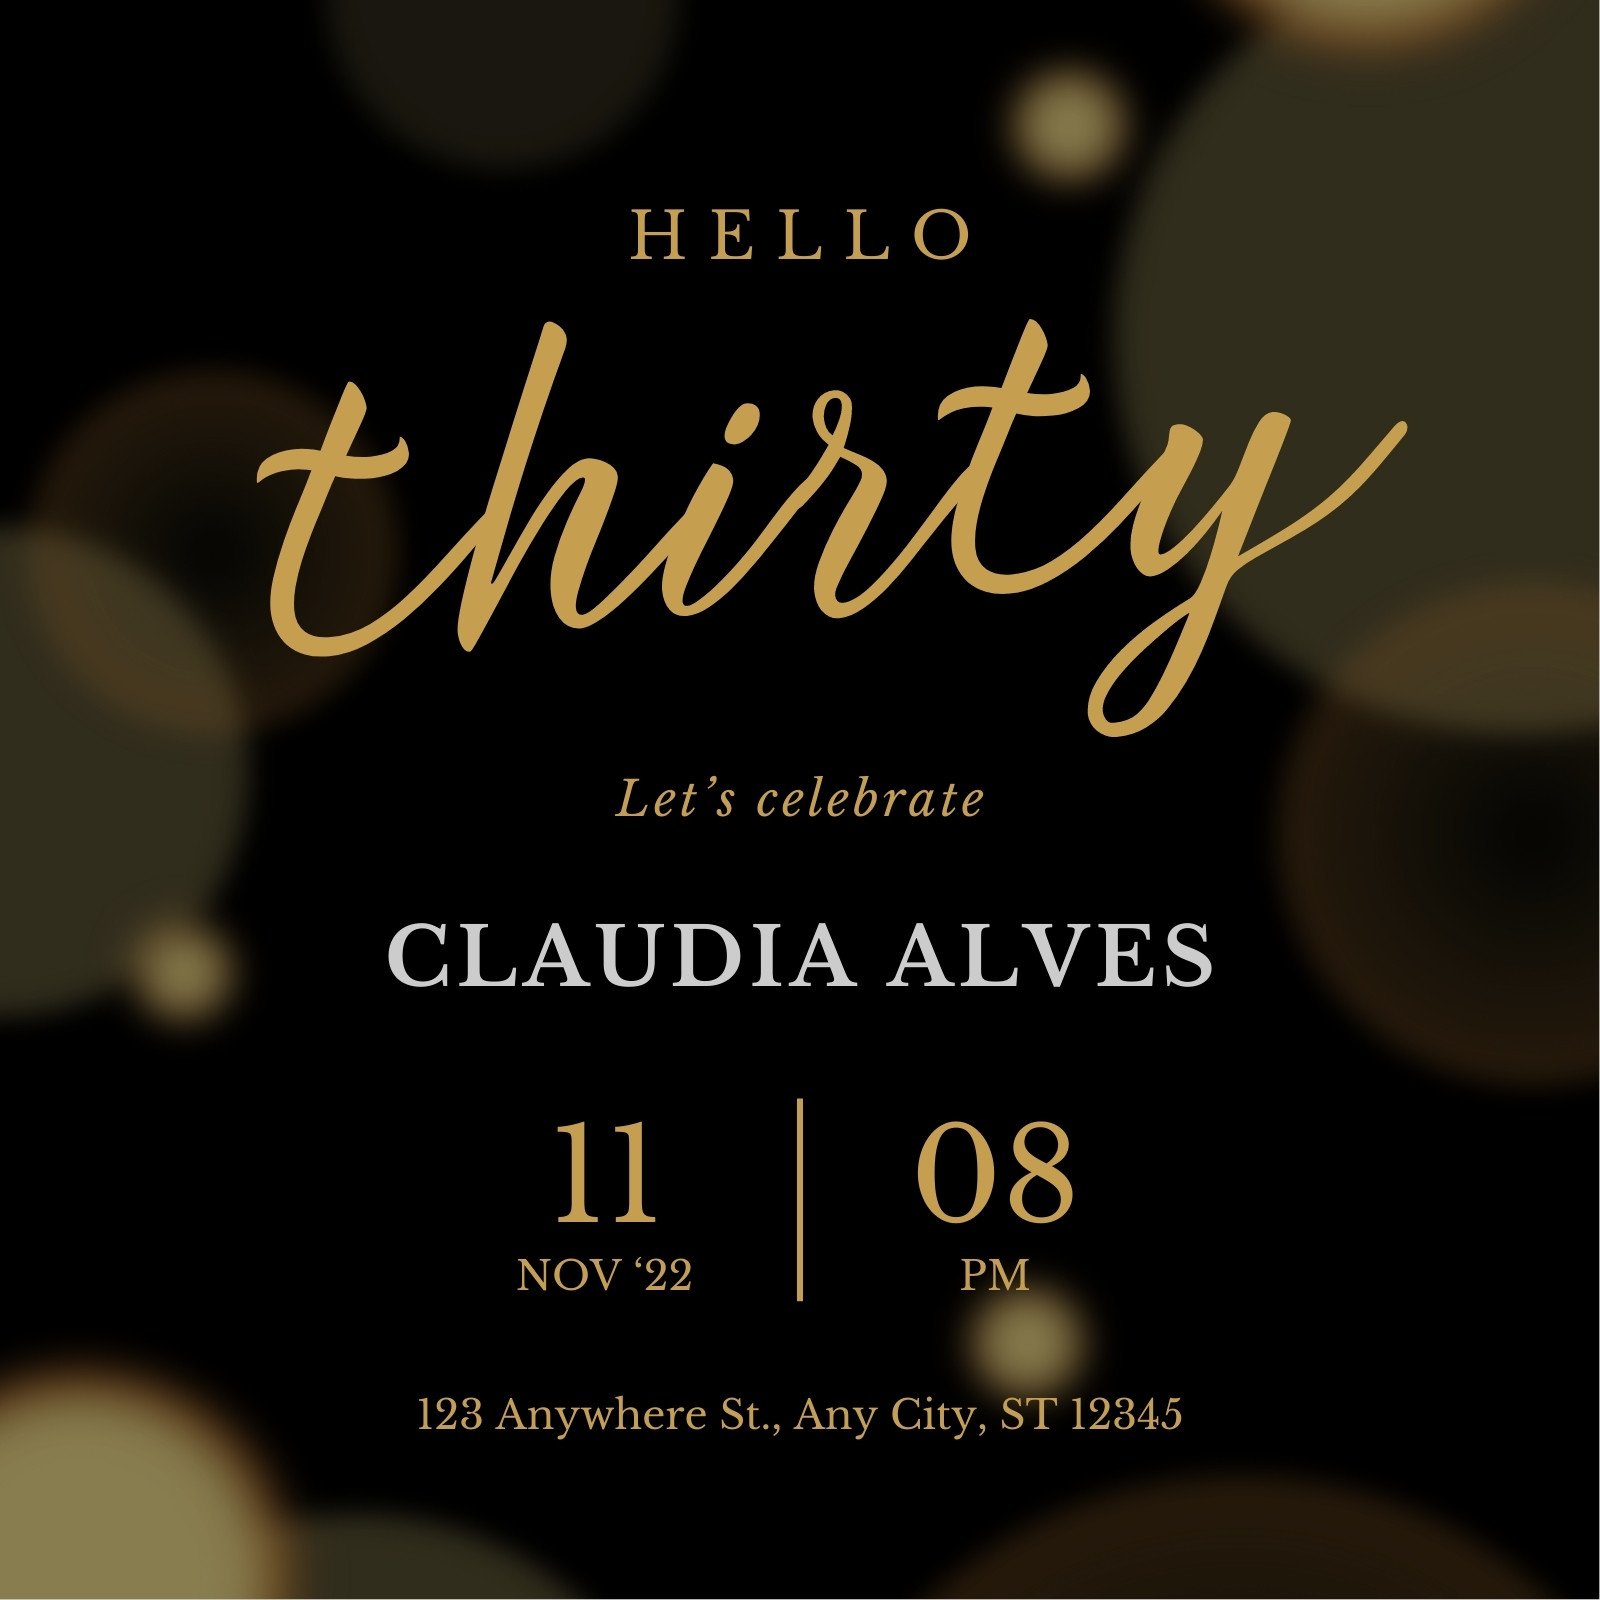 HELLO
thirty
Let’s celebrate
CLAUDIA ALVES
11
NOV ‘22
08
PM
123 Anywhere St., Any City, ST 12345